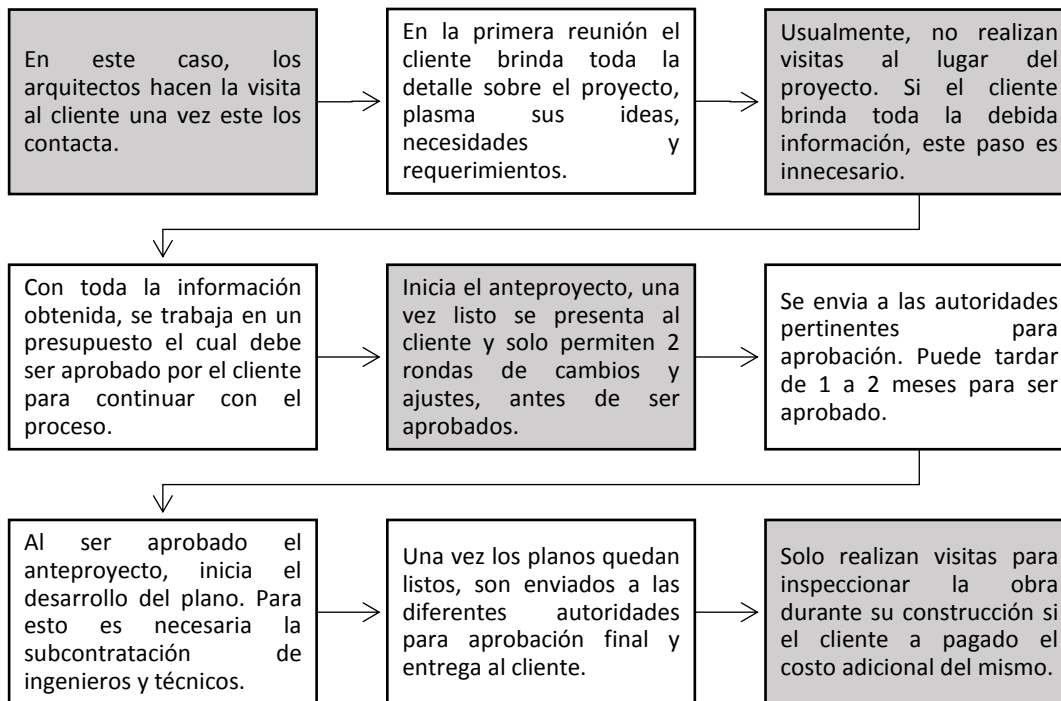 En este caso, los
arquitectos hacen la visita
al cliente una vez este los
contacta.
En la primera reunión el
cliente brinda toda la
detalle sobre el proyecto,
plasma sus ideas,
necesidades y
requerimientos.
Usualmente, no realizan
visitas al lugar del
proyecto. Si el cliente
brinda toda la debida
información, este paso es
innecesario.
Con toda la información
obtenida, se trabaja en un
presupuesto el cual debe
ser aprobado por el cliente
para continuar con el
proceso.
Inicia el anteproyecto, una
vez listo se presenta al
cliente y solo permiten 2
rondas de cambios y
ajustes, antes de ser
aprobados.
Se envia a las autoridades
pertinentes para
aprobación. Puede tardar
de 1 a 2 meses para ser
aprobado.
Al ser aprobado el
anteproyecto, inicia el
desarrollo del plano. Para
esto es necesaria la
subcontratación de
ingenieros y técnicos.
Una vez los planos quedan
listos, son enviados a las
diferentes autoridades
para aprobación final y
entrega al cliente.
Solo realizan visitas para
inspeccionar la obra
durante su construcción si
el cliente a pagado el
costo adicional del mismo.